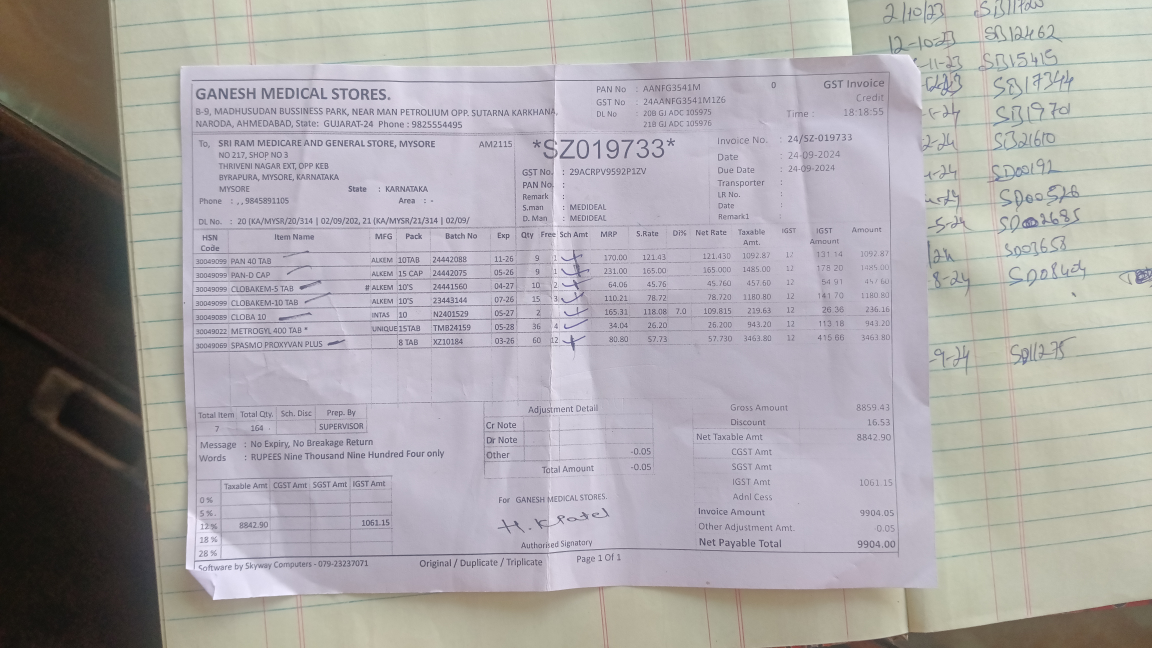 GANESH MEDICAL STORES.
B-9, MADHUSUDAN BUSSINESS PARK, NEAR MAN PETROLIUM OPP. SUTARNA KARKHANA,
NARODA, AHMEDABAD, State: GUJARAT-24 Phone : 9825554495
PAN No : AANFG3541M
GST No : 24AANFG3541M1Z6
DL No : 20B GJ ADC 105975
21B GJ ADC 105976
0
GST Invoice
Credit
Time : 18:18:55
To, SRI RAM MEDICARE AND GENERAL STORE, MYSORE AM2115
NO 217, SHOP NO 3
THRIVENI NAGAR EXT, OPP KEB
BYRAPURA, MYSORE, KARNATAKA
MYSORE State : KARNATAKA
Phone : ,, 9845891105 Area : -
DL No. : 20 (KA/MYSR/20/314 | 02/09/202, 21 (KA/MYSR/21/314 | 02/09/
*SZ019733*
GST No. : 29ACRPV9592P1ZV
PAN No. :
Remark :
S.man : MEDIDEAL
D. Man : MEDIDEAL
Invoice No. : 24/SZ-019733
Date : 24-09-2024
Due Date : 24-09-2024
Transporter :
LR No. :
Date :
Remark1 :
HSN Code Item Name MFG Pack Batch No Exp Qty Free Sch Amt MRP S.Rate Di% Net Rate Taxable Amt. IGST IGST Amount Amount
30049099 PAN 40 TAB ALKEM 10TAB 24442088 11-26 9 1 170.00 121.43 121.430 1092.87 12 131.14 1092.87
30049099 PAN-D CAP ALKEM 15 CAP 24442075 05-26 9 1 231.00 165.00 165.000 1485.00 12 178.20 1485.00
30049099 CLOBAKEM-5 TAB # ALKEM 10'S 24441560 04-27 10 2 64.06 45.76 45.760 457.60 12 54.91 457.60
30049099 CLOBAKEM-10 TAB ALKEM 10'S 23443144 07-26 15 3 110.21 78.72 78.720 1180.80 12 141.70 1180.80
30049089 CLOBA 10 INTAS 10 N2401529 05-27 2 165.31 118.08 7.0 109.815 219.63 12 26.36 236.16
30049022 METROGYL 400 TAB * UNIQUE 15TAB TMB24159 05-28 36 4 34.04 26.20 26.200 943.20 12 113.18 943.20
30049069 SPASMO PROXYVAN PLUS 8 TAB XZ10184 03-26 60 12 80.80 57.73 57.730 3463.80 12 415.66 3463.80
Total Item Total Qty. Sch. Disc Prep. By
7 164 SUPERVISOR
Message : No Expiry, No Breakage Return
Words : RUPEES Nine Thousand Nine Hundred Four only
Taxable Amt CGST Amt SGST Amt IGST Amt
0 %
5 %
12 % 8842.90 1061.15
18 %
28 %
Adjustment Detail
Cr Note
Dr Note
Other -0.05
Total Amount -0.05
For GANESH MEDICAL STORES.
H. K Patel
Authorised Signatory
Gross Amount 8859.43
Discount 16.53
Net Taxable Amt 8842.90
CGST Amt
SGST Amt
IGST Amt 1061.15
Adnl Cess
Invoice Amount 9904.05
Other Adjustment Amt. -0.05
Net Payable Total 9904.00
Software by Skyway Computers - 079-23237071 Original / Duplicate / Triplicate Page 1 Of 1
2/10/23 SB11720
12-10-23 SB12462
-11-23 SB15415
SB17344
-24 SB19701
2-24 SB21610
-24 SD00192
SD00526
-5-24 SD02685
SD03658
8-24
-9-24 SD11275